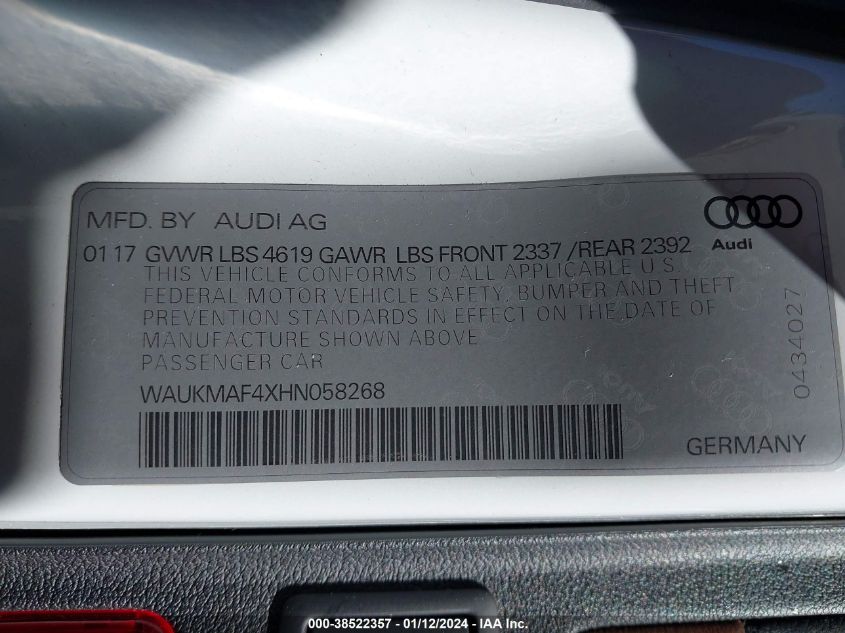 MFD. BY AUDI AG
01 17 GVWR LBS 4619 GAWR LBS FRONT 2337 /REAR 2392
Audi
THIS VEHICLE CONFORMS TO ALL APPLICABLE U.S.
FEDERAL MOTOR VEHICLE SAFETY, BUMPER AND THEFT
PREVENTION STANDARDS IN EFFECT ON THE DATE OF
MANUFACTURE SHOWN ABOVE
PASSENGER CAR
0434027
WAUKMAF4XHN058268
GERMANY
000-38522357 - 01/12/2024 - IAA Inc.